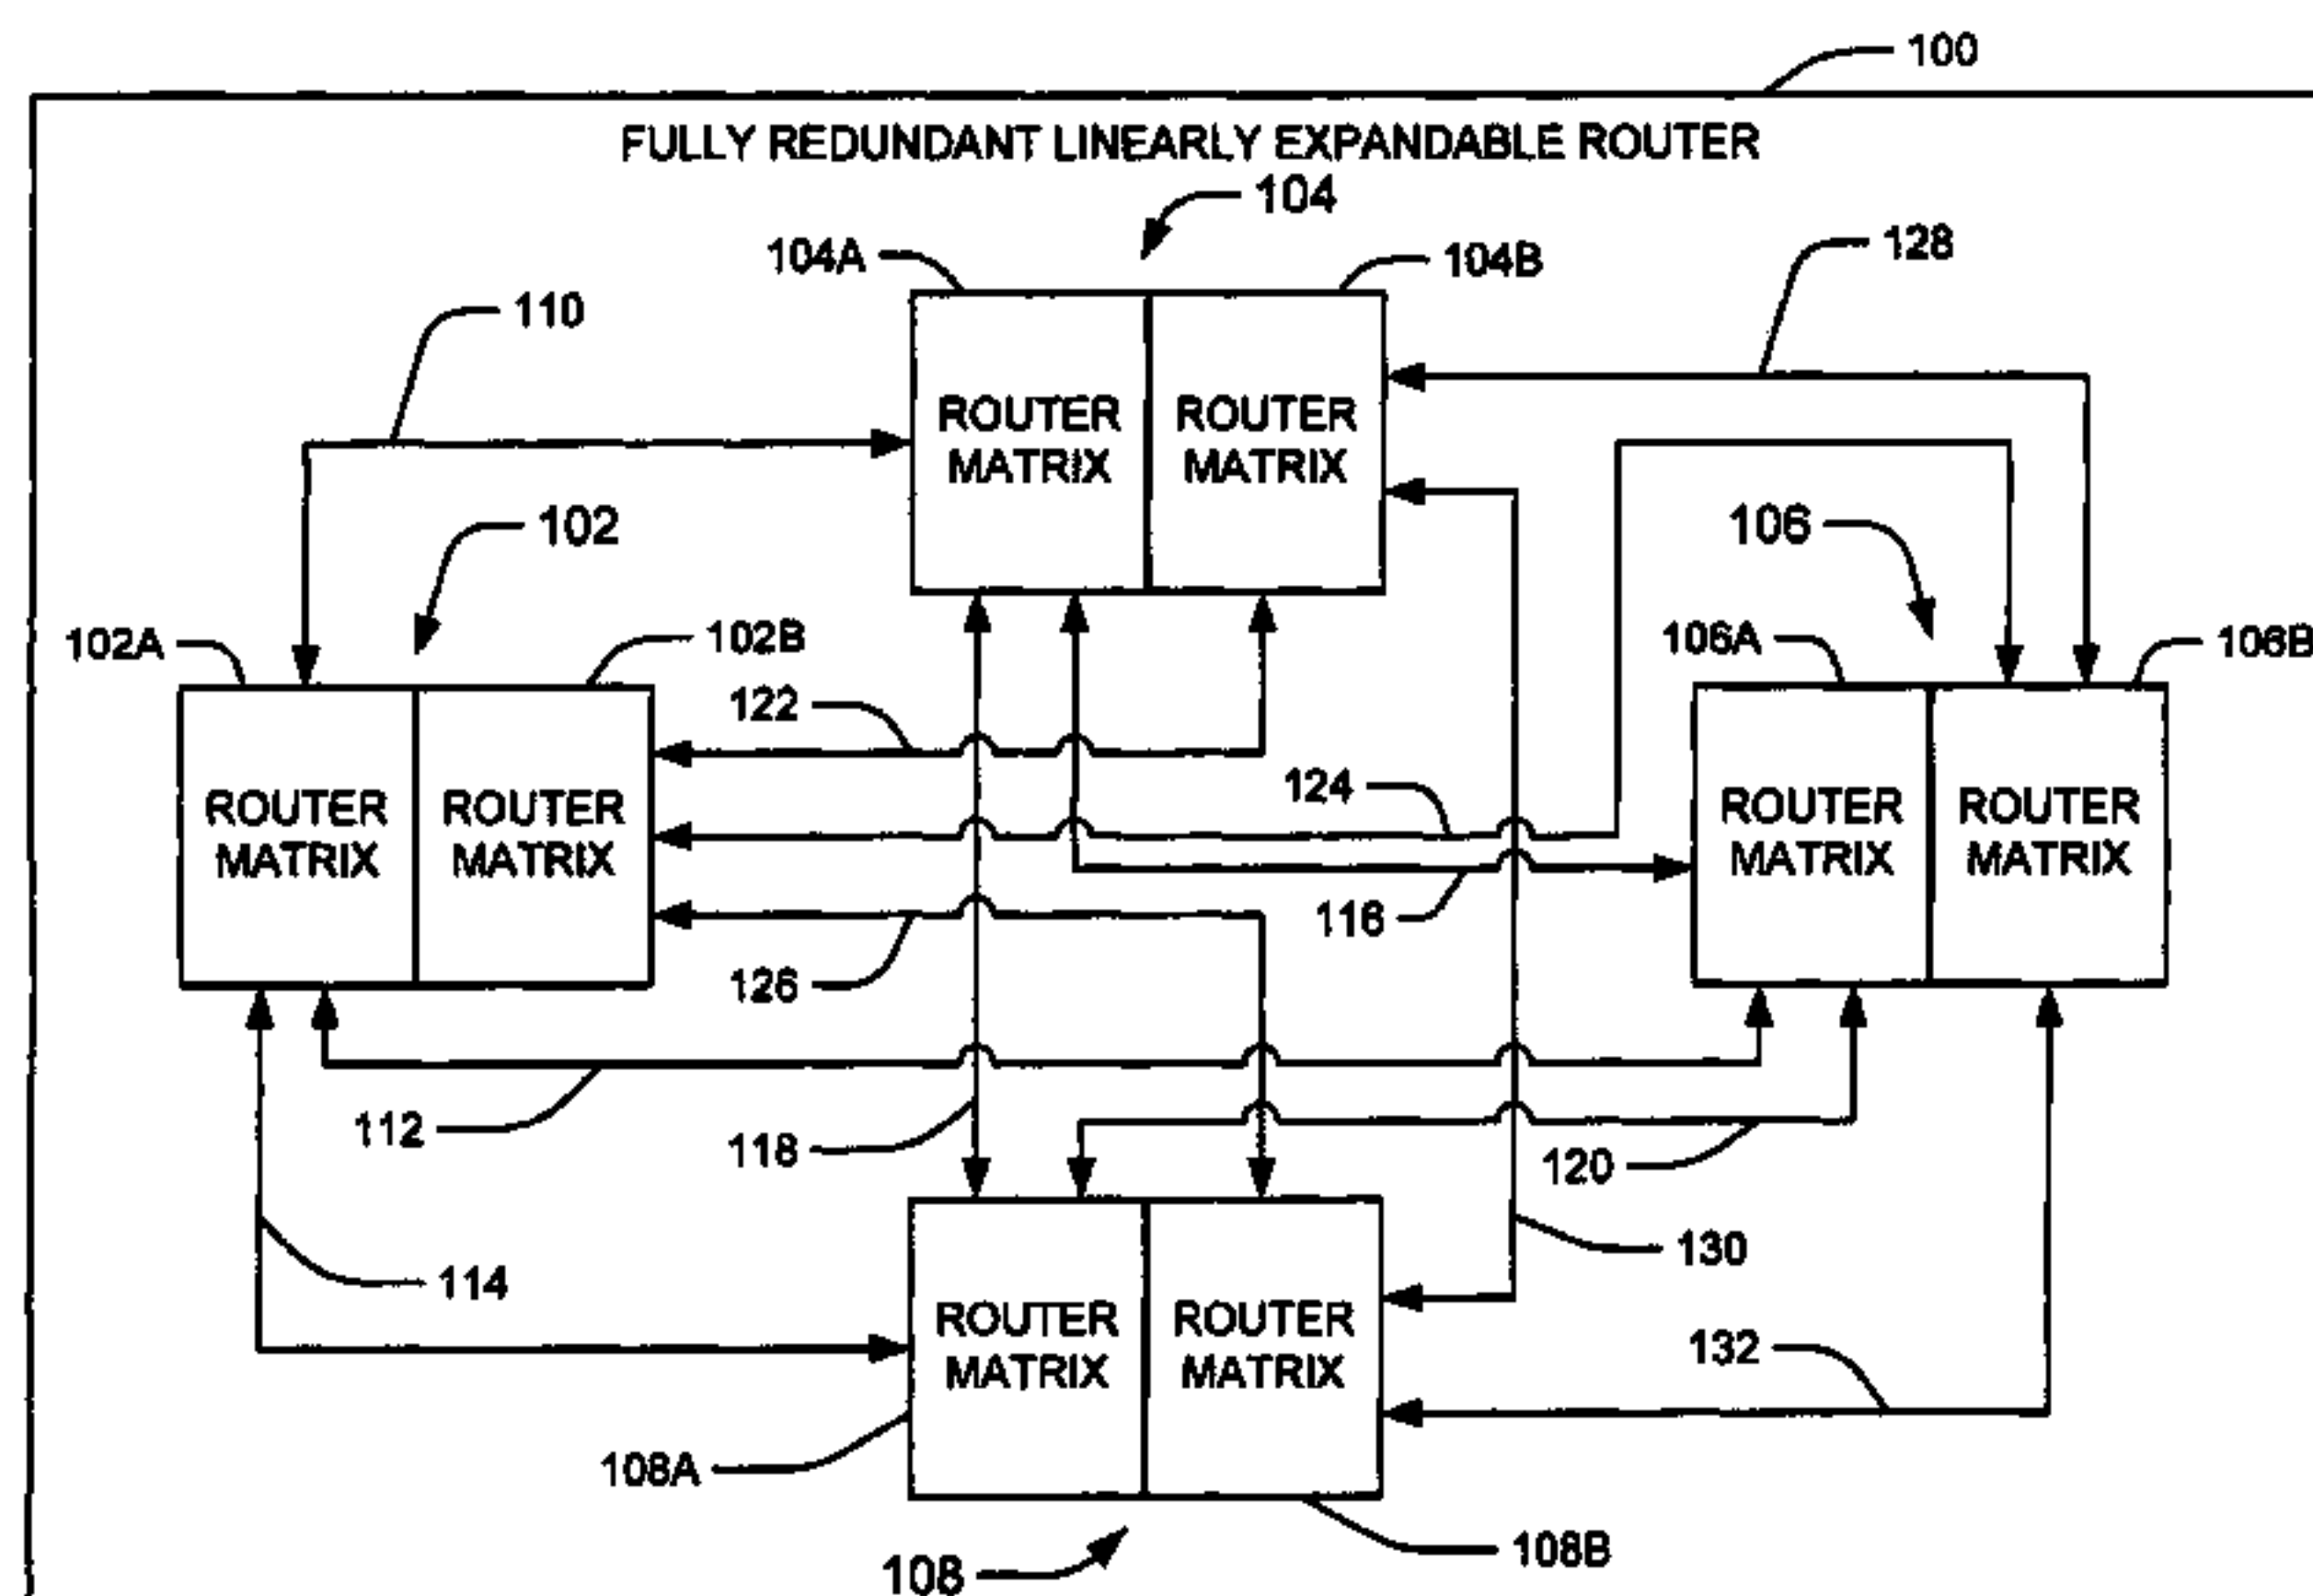 100
FULLY REDUNDANT LINEARLY EXPANDABLE ROUTER
104
104A
104B
128
110
ROUTER
MATRIX
ROUTER
MATRIX
102
106
102A
102B
106A
106B
122
124
ROUTER
MATRIX
ROUTER
MATRIX
ROUTER
MATRIX
ROUTER
MATRIX
116
126
112
118
120
130
114
ROUTER
MATRIX
ROUTER
MATRIX
132
108A
108B
108